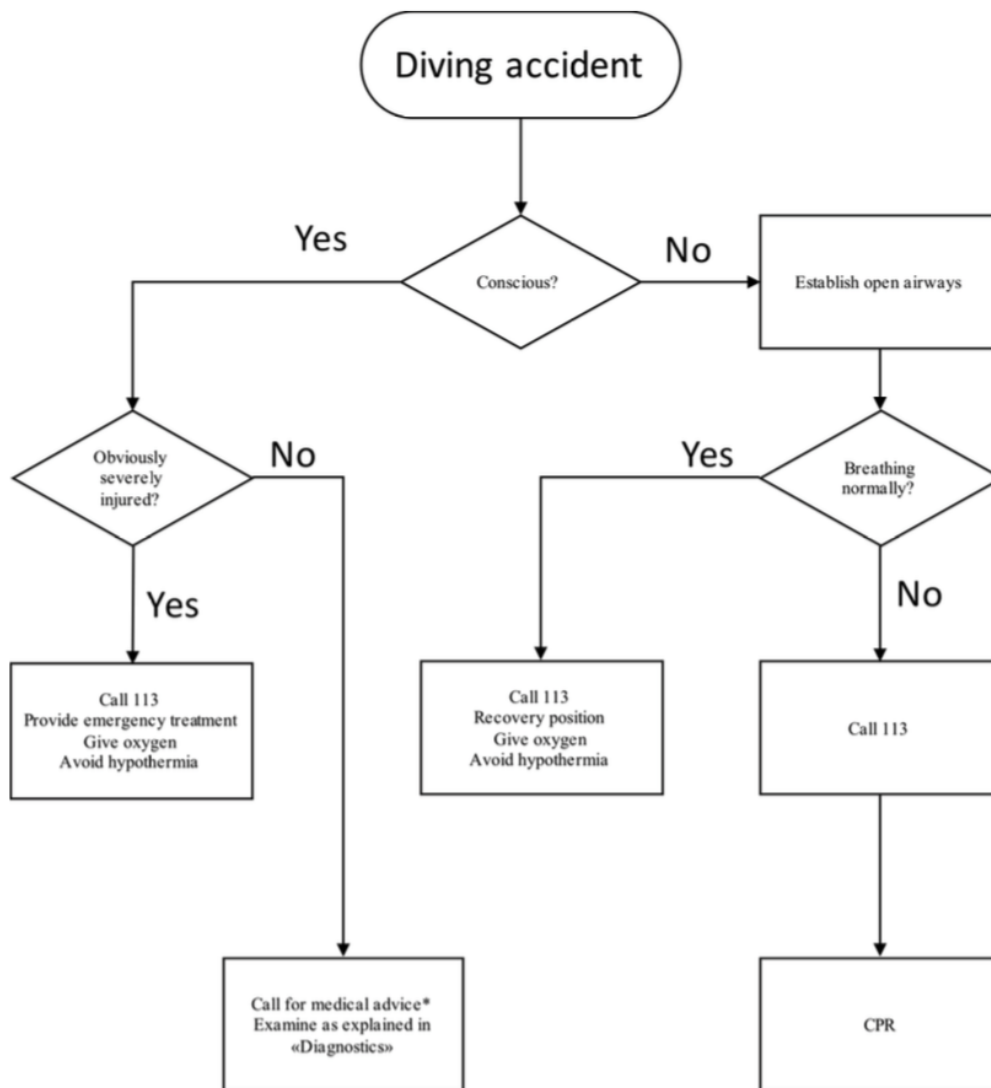 Diving accident
Yes
No
Conscious?
Establish open airways
Obviously
severely
injured?
No
Yes
Breathing
normally?
Yes
No
Call 113
Provide emergency treatment
Give oxygen
Avoid hypothermia
Call 113
Recovery position
Give oxygen
Avoid hypothermia
Call 113
Call for medical advice*
Examine as explained in
«Diagnostics»
CPR